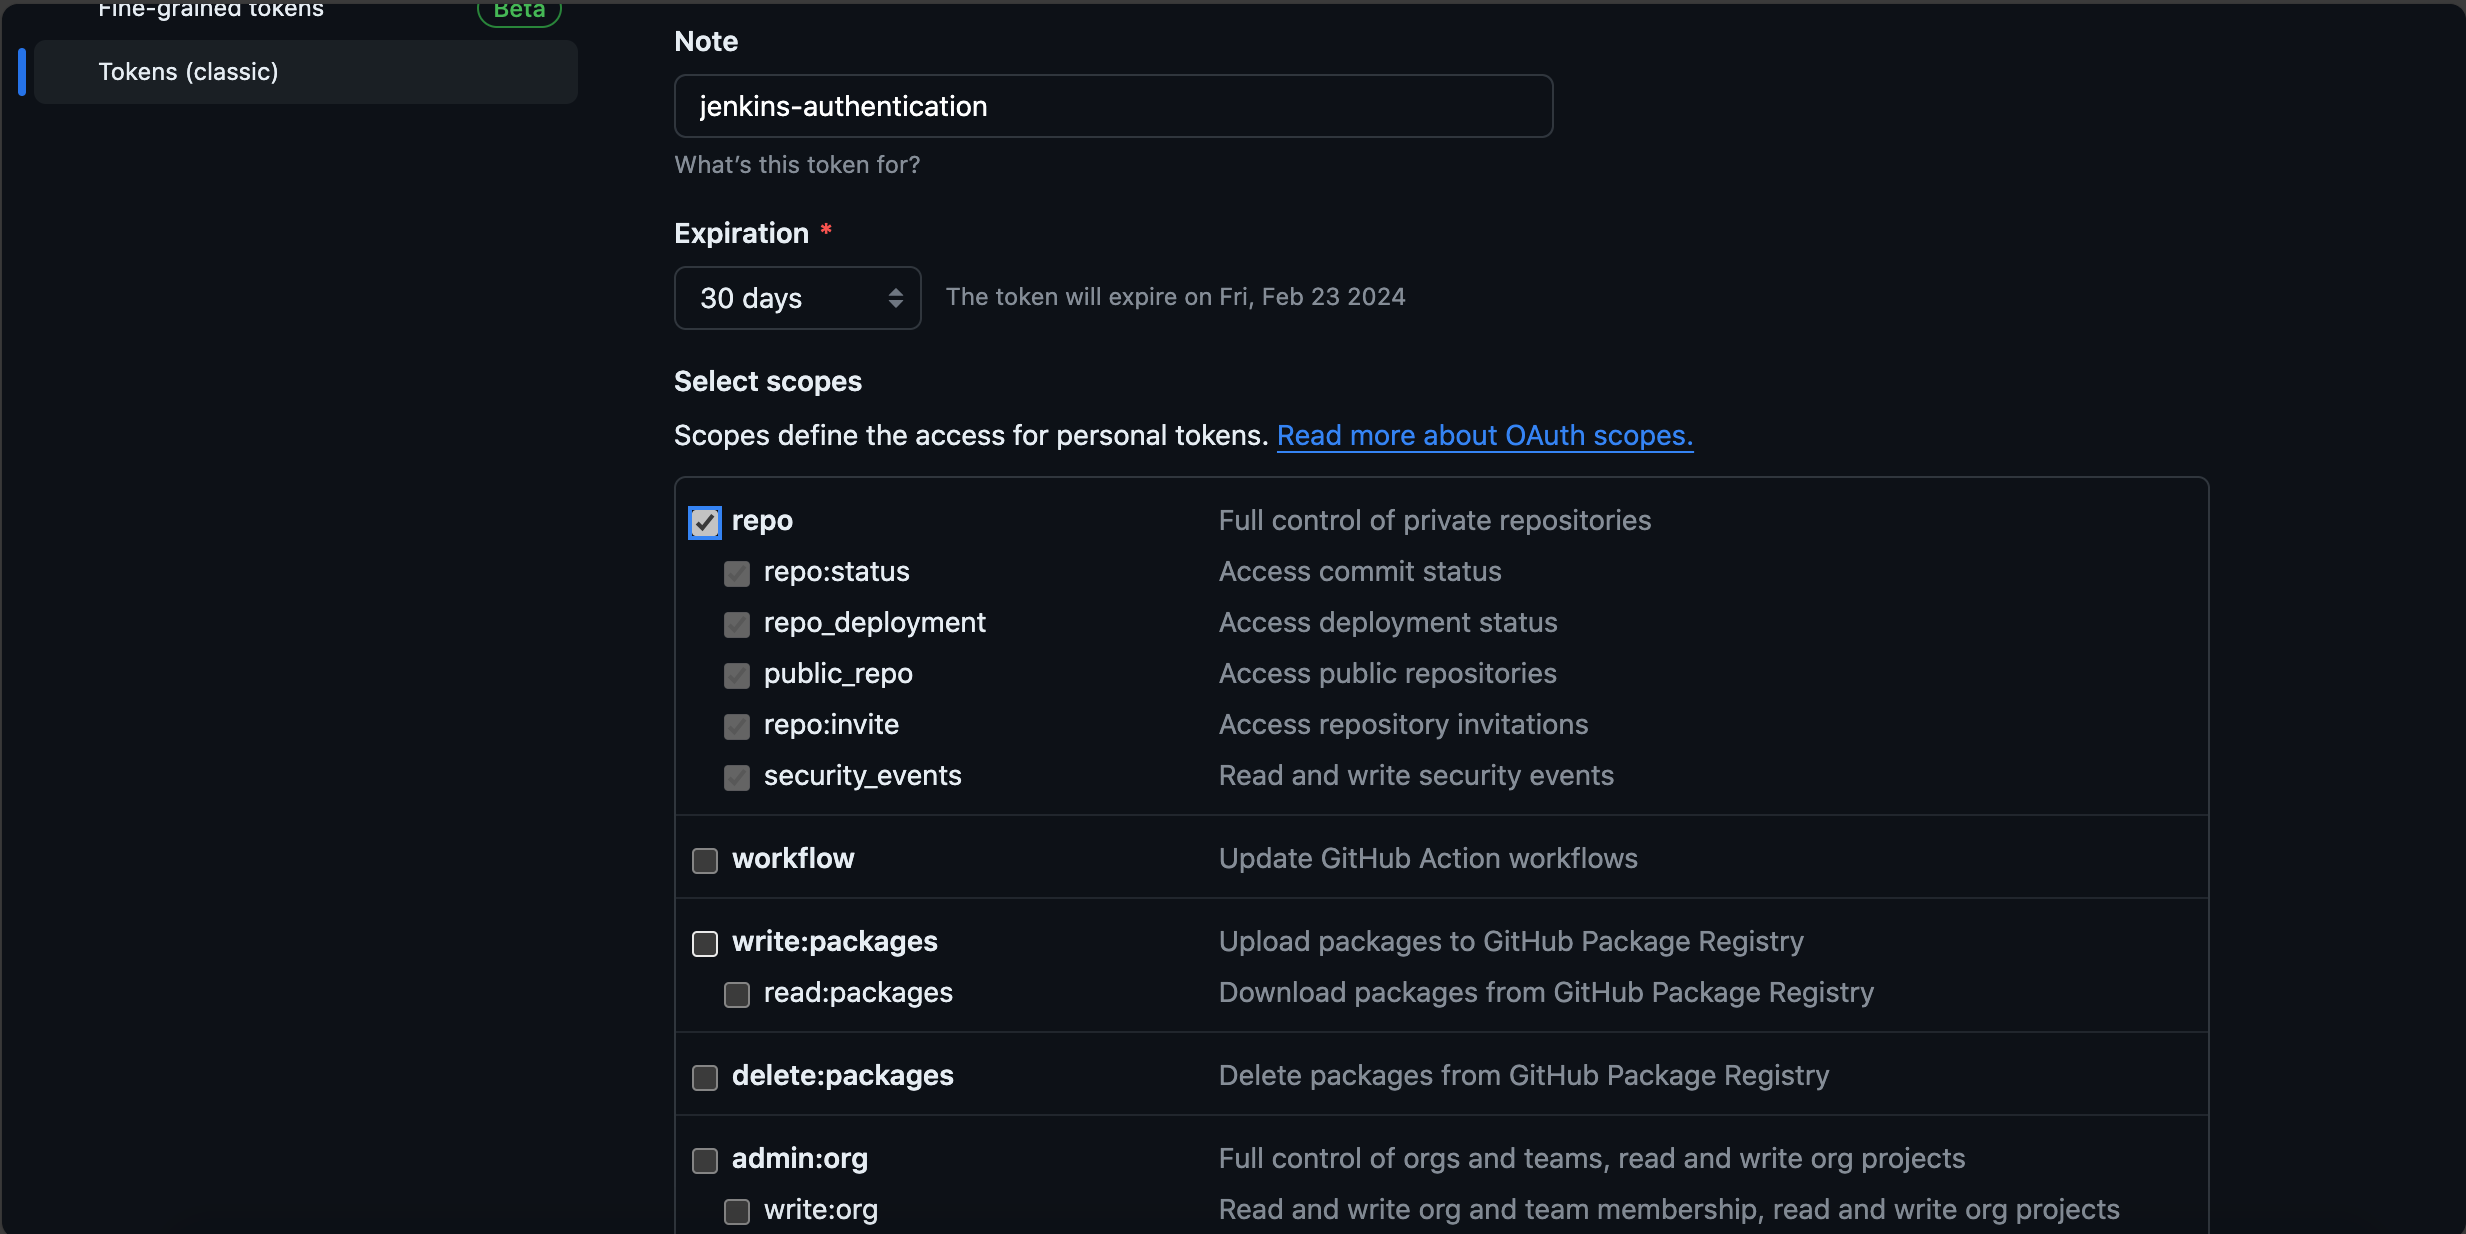 Fine-grained tokens
Beta
Tokens (classic)
Note
jenkins-authentication
What's this token for?
Expiration *
30 days
The token will expire on Fri, Feb 23 2024
Select scopes
Scopes define the access for personal tokens. Read more about OAuth scopes.
repo Full control of private repositories
repo:status Access commit status
repo_deployment Access deployment status
public_repo Access public repositories
repo:invite Access repository invitations
security_events Read and write security events
workflow Update GitHub Action workflows
write:packages Upload packages to GitHub Package Registry
read:packages Download packages from GitHub Package Registry
delete:packages Delete packages from GitHub Package Registry
admin:org Full control of orgs and teams, read and write org projects
write:org Read and write org and team membership, read and write org projects